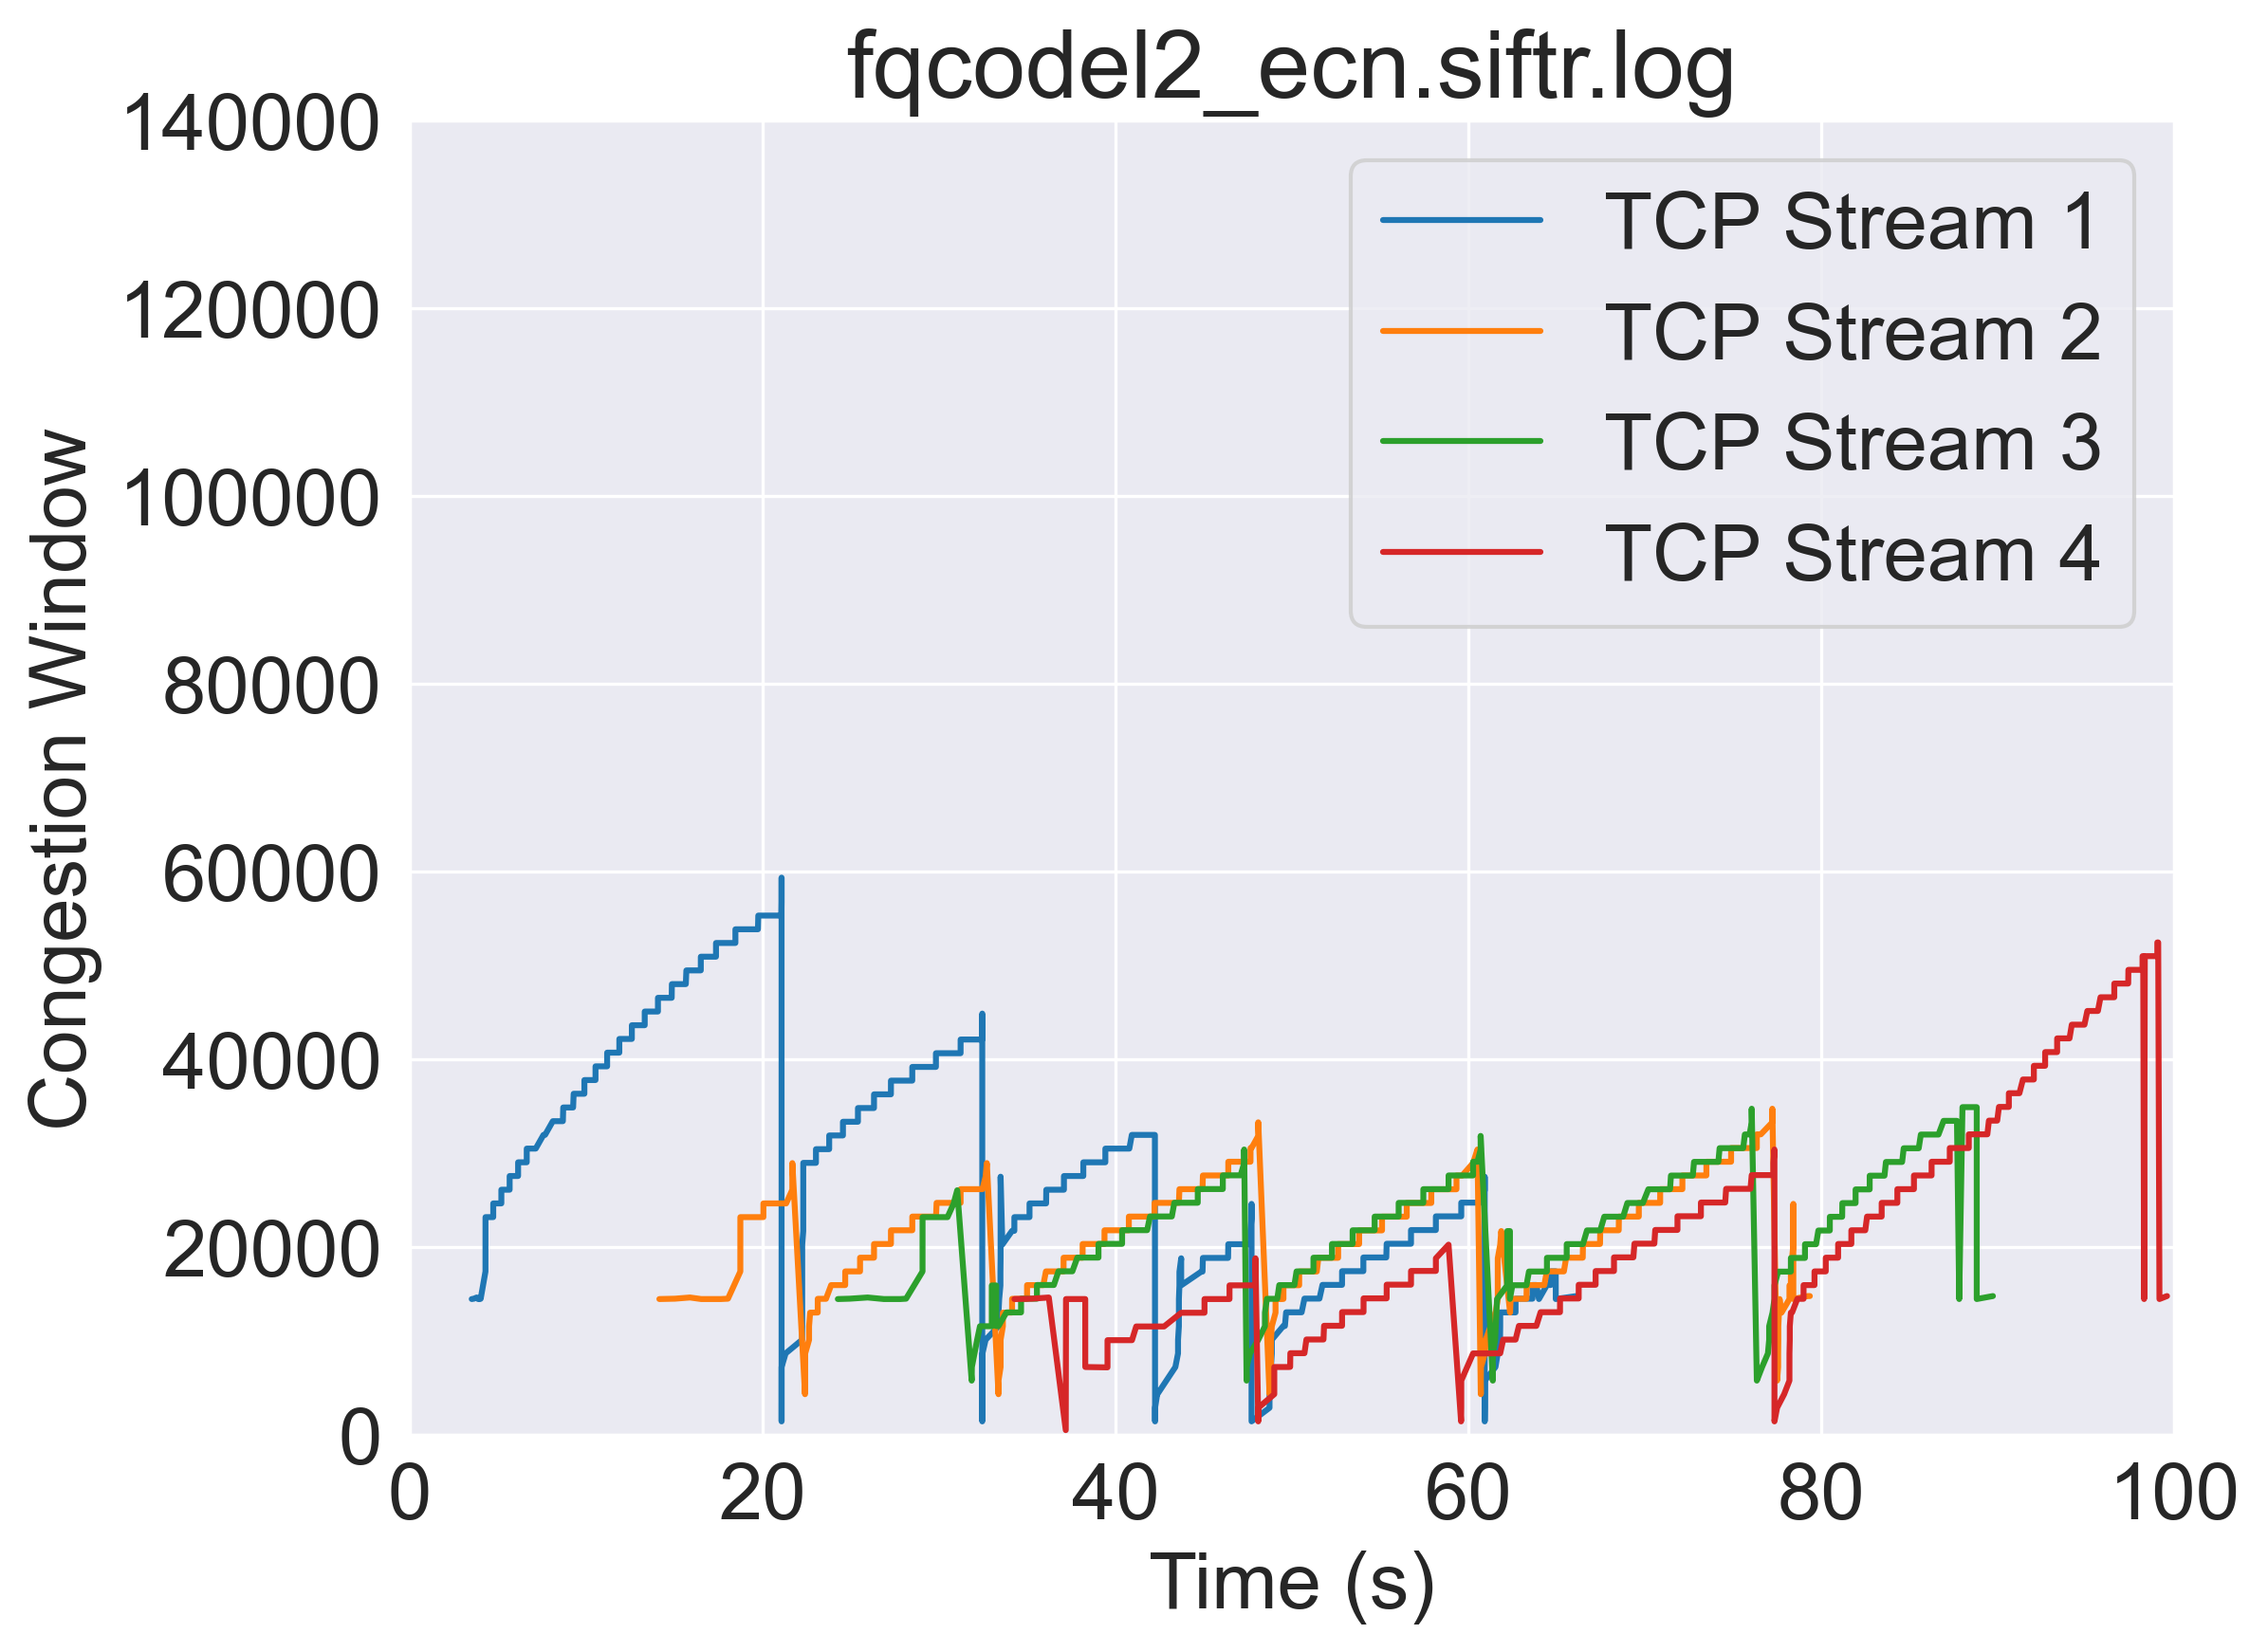 fqcodel2_ecn.siftr.log
140000
120000
100000
80000
60000
40000
20000
0
Congestion Window
TCP Stream 1
TCP Stream 2
TCP Stream 3
TCP Stream 4
0 20 40 60 80 100
Time (s)